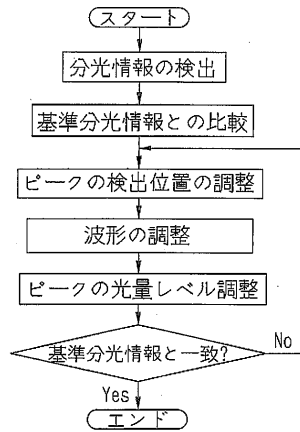 スタート
分光情報の検出
基準分光情報との比較
ピークの検出位置の調整
波形の調整
ピークの光量レベル調整
基準分光情報と一致?
No
Yes
エンド